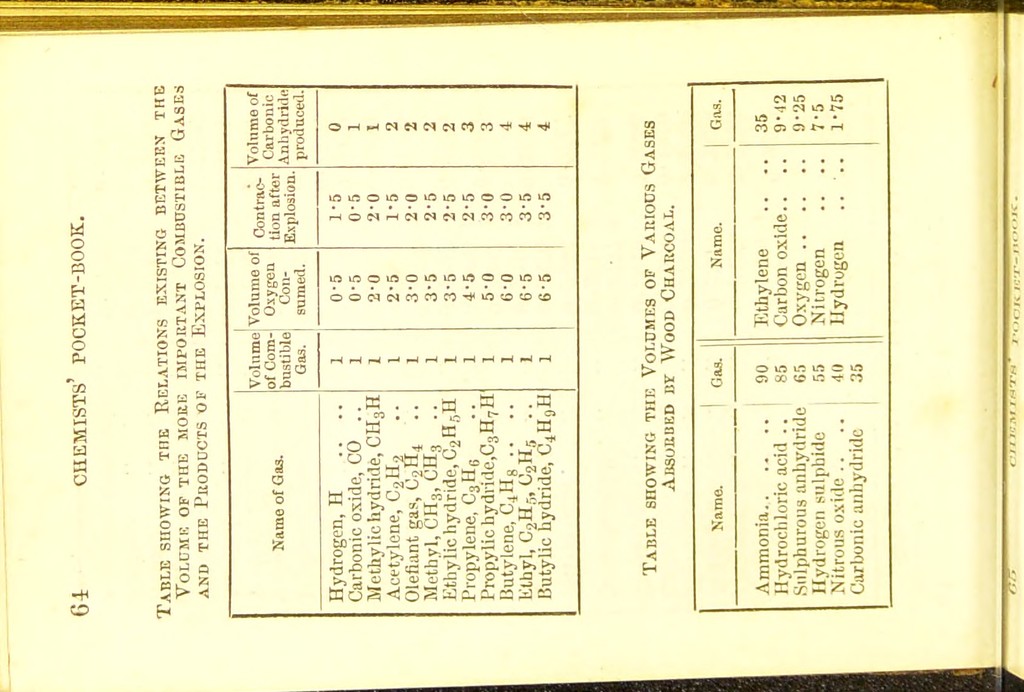 64 CHEMISTS' POCKET-BOOK.
TABLE SHOWING THE RELATIONS EXISTING BETWEEN THE
VOLUME OF THE MORE IMPORTANT COMBUSTIBLE GASES
AND THE PRODUCTS OF THE EXPLOSION.
Name of Gas. | Volume of Combustible Gas. | Volume of Oxygen Consumed. | Contraction after Explosion. | Volume of Carbonic Anhydride produced.
Hydrogen, H .. .. | 1 | 0·5 | 1·5 | 0
Carbonic oxide, CO .. | 1 | 0·5 | 0·5 | 1
Methylic hydride, CH3H | 1 | 2·0 | 2·0 | 1
Acetylene, C2H2 .. | 1 | 2·5 | 1·5 | 2
Olefiant gas, C2H4 .. | 1 | 3·0 | 2·0 | 2
Methyl, CH3, CH3 .. | 1 | 3·5 | 2·5 | 2
Ethylic hydride, C2H5H | 1 | 3·5 | 2·5 | 2
Propylene, C3H6 .. | 1 | 4·5 | 2·5 | 3
Propylic hydride, C3H7H | 1 | 5·0 | 3·0 | 3
Butylene, C4H8 .. .. | 1 | 6·0 | 3·0 | 4
Ethyl, C2H5, C2H5 .. | 1 | 6·5 | 3·5 | 4
Butylic hydride, C4H9H | 1 | 6·5 | 3·5 | 4
TABLE SHOWING THE VOLUMES OF VARIOUS GASES
ABSORBED BY WOOD CHARCOAL.
Name. | Gas. | Name. | Gas.
Ammonia.. .. .. | 90 | Ethylene .. .. | 35
Hydrochloric acid .. | 85 | Carbon oxide.. .. | 9·42
Sulphurous anhydride | 65 | Oxygen .. .. .. | 9·25
Hydrogen sulphide | 55 | Nitrogen .. .. | 7·5
Nitrous oxide .. .. | 40 | Hydrogen .. .. | 1·75
Carbonic anhydride | 35
65 CHEMISTS' POCKET-BOOK.